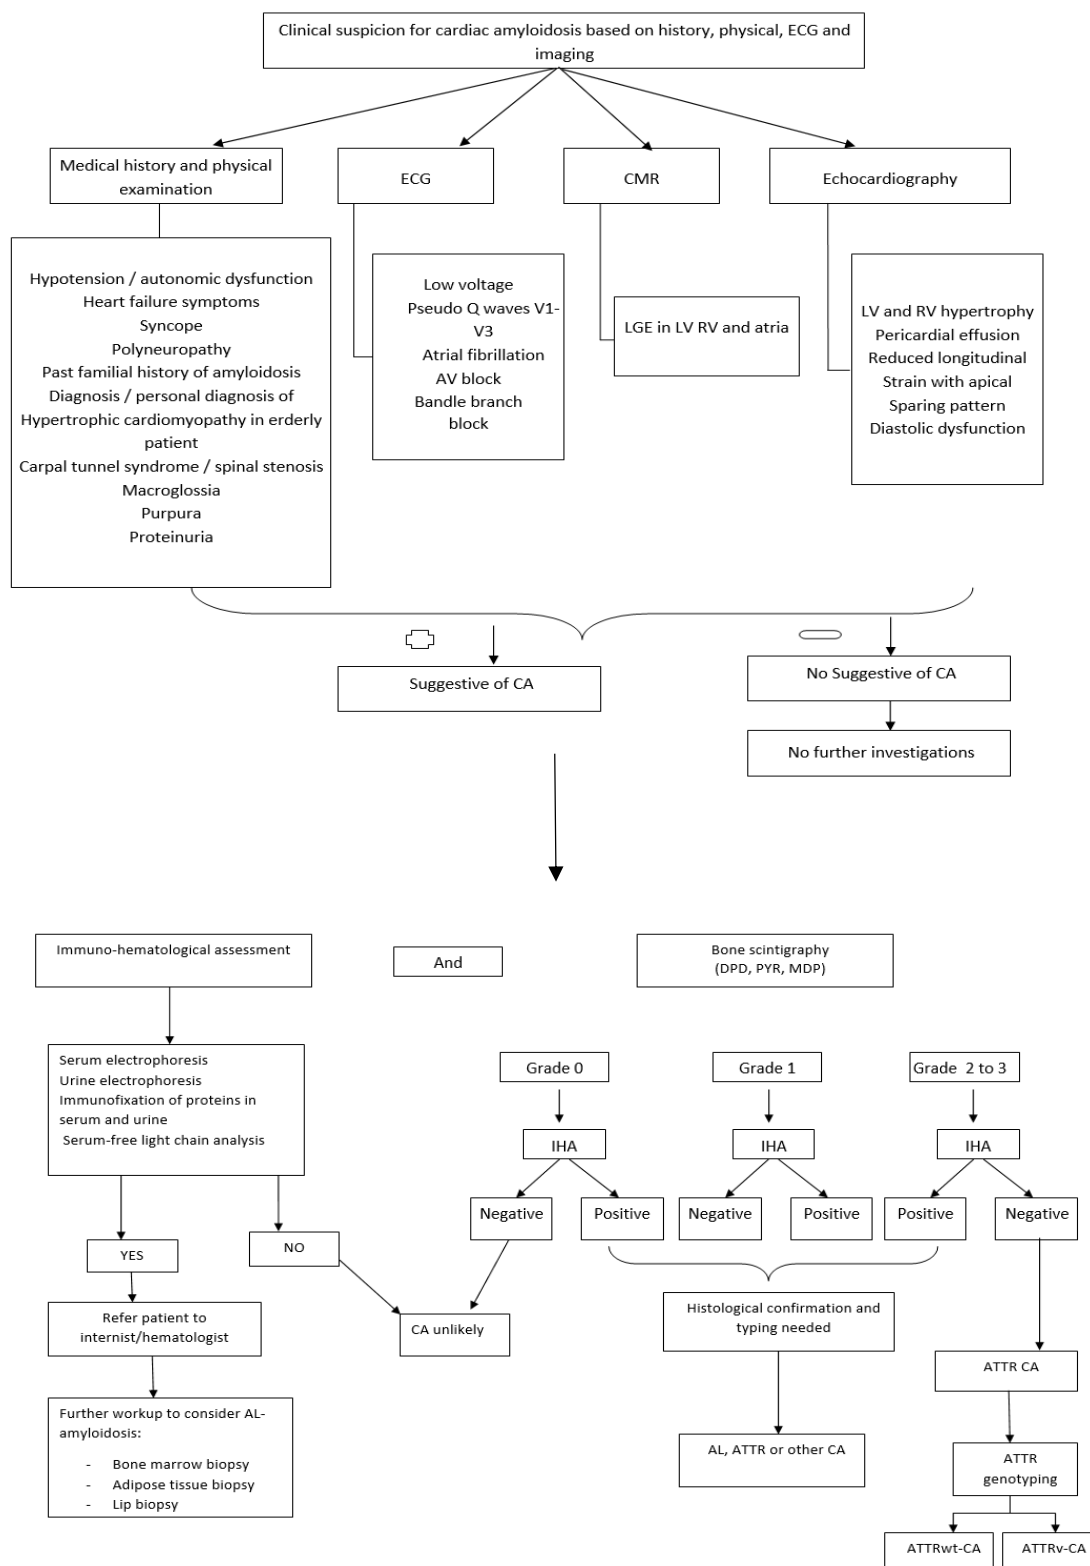 Clinical suspicion for cardiac amyloidosis based on history, physical, ECG and
imaging
Medical history and physical
examination
ECG
CMR
Echocardiography
Hypotension / autonomic dysfunction
Heart failure symptoms
Syncope
Polyneuropathy
Past familial history of amyloidosis
Diagnosis / personal diagnosis of
Hypertrophic cardiomyopathy in erderly
patient
Carpal tunnel syndrome / spinal stenosis
Macroglossia
Purpura
Proteinuria
Low voltage
Pseudo Q waves V1-
V3
Atrial fibrillation
AV block
Bandle branch
block
LGE in LV RV and atria
LV and RV hypertrophy
Pericardial effusion
Reduced longitudinal
Strain with apical
Sparing pattern
Diastolic dysfunction
Suggestive of CA
No Suggestive of CA
No further investigations
Immuno-hematological assessment
And
Bone scintigraphy
(DPD, PYR, MDP)
Serum electrophoresis
Urine electrophoresis
Immunofixation of proteins in
serum and urine
Serum-free light chain analysis
Grade 0
Grade 1
Grade 2 to 3
IHA
IHA
IHA
Negative
Positive
Negative
Positive
Positive
Negative
YES
NO
Refer patient to
internist/hematologist
CA unlikely
Histological confirmation and
typing needed
ATTR CA
Further workup to consider AL-
amyloidosis:
- Bone marrow biopsy
- Adipose tissue biopsy
- Lip biopsy
AL, ATTR or other CA
ATTR
genotyping
ATTRwt-CA
ATTRv-CA